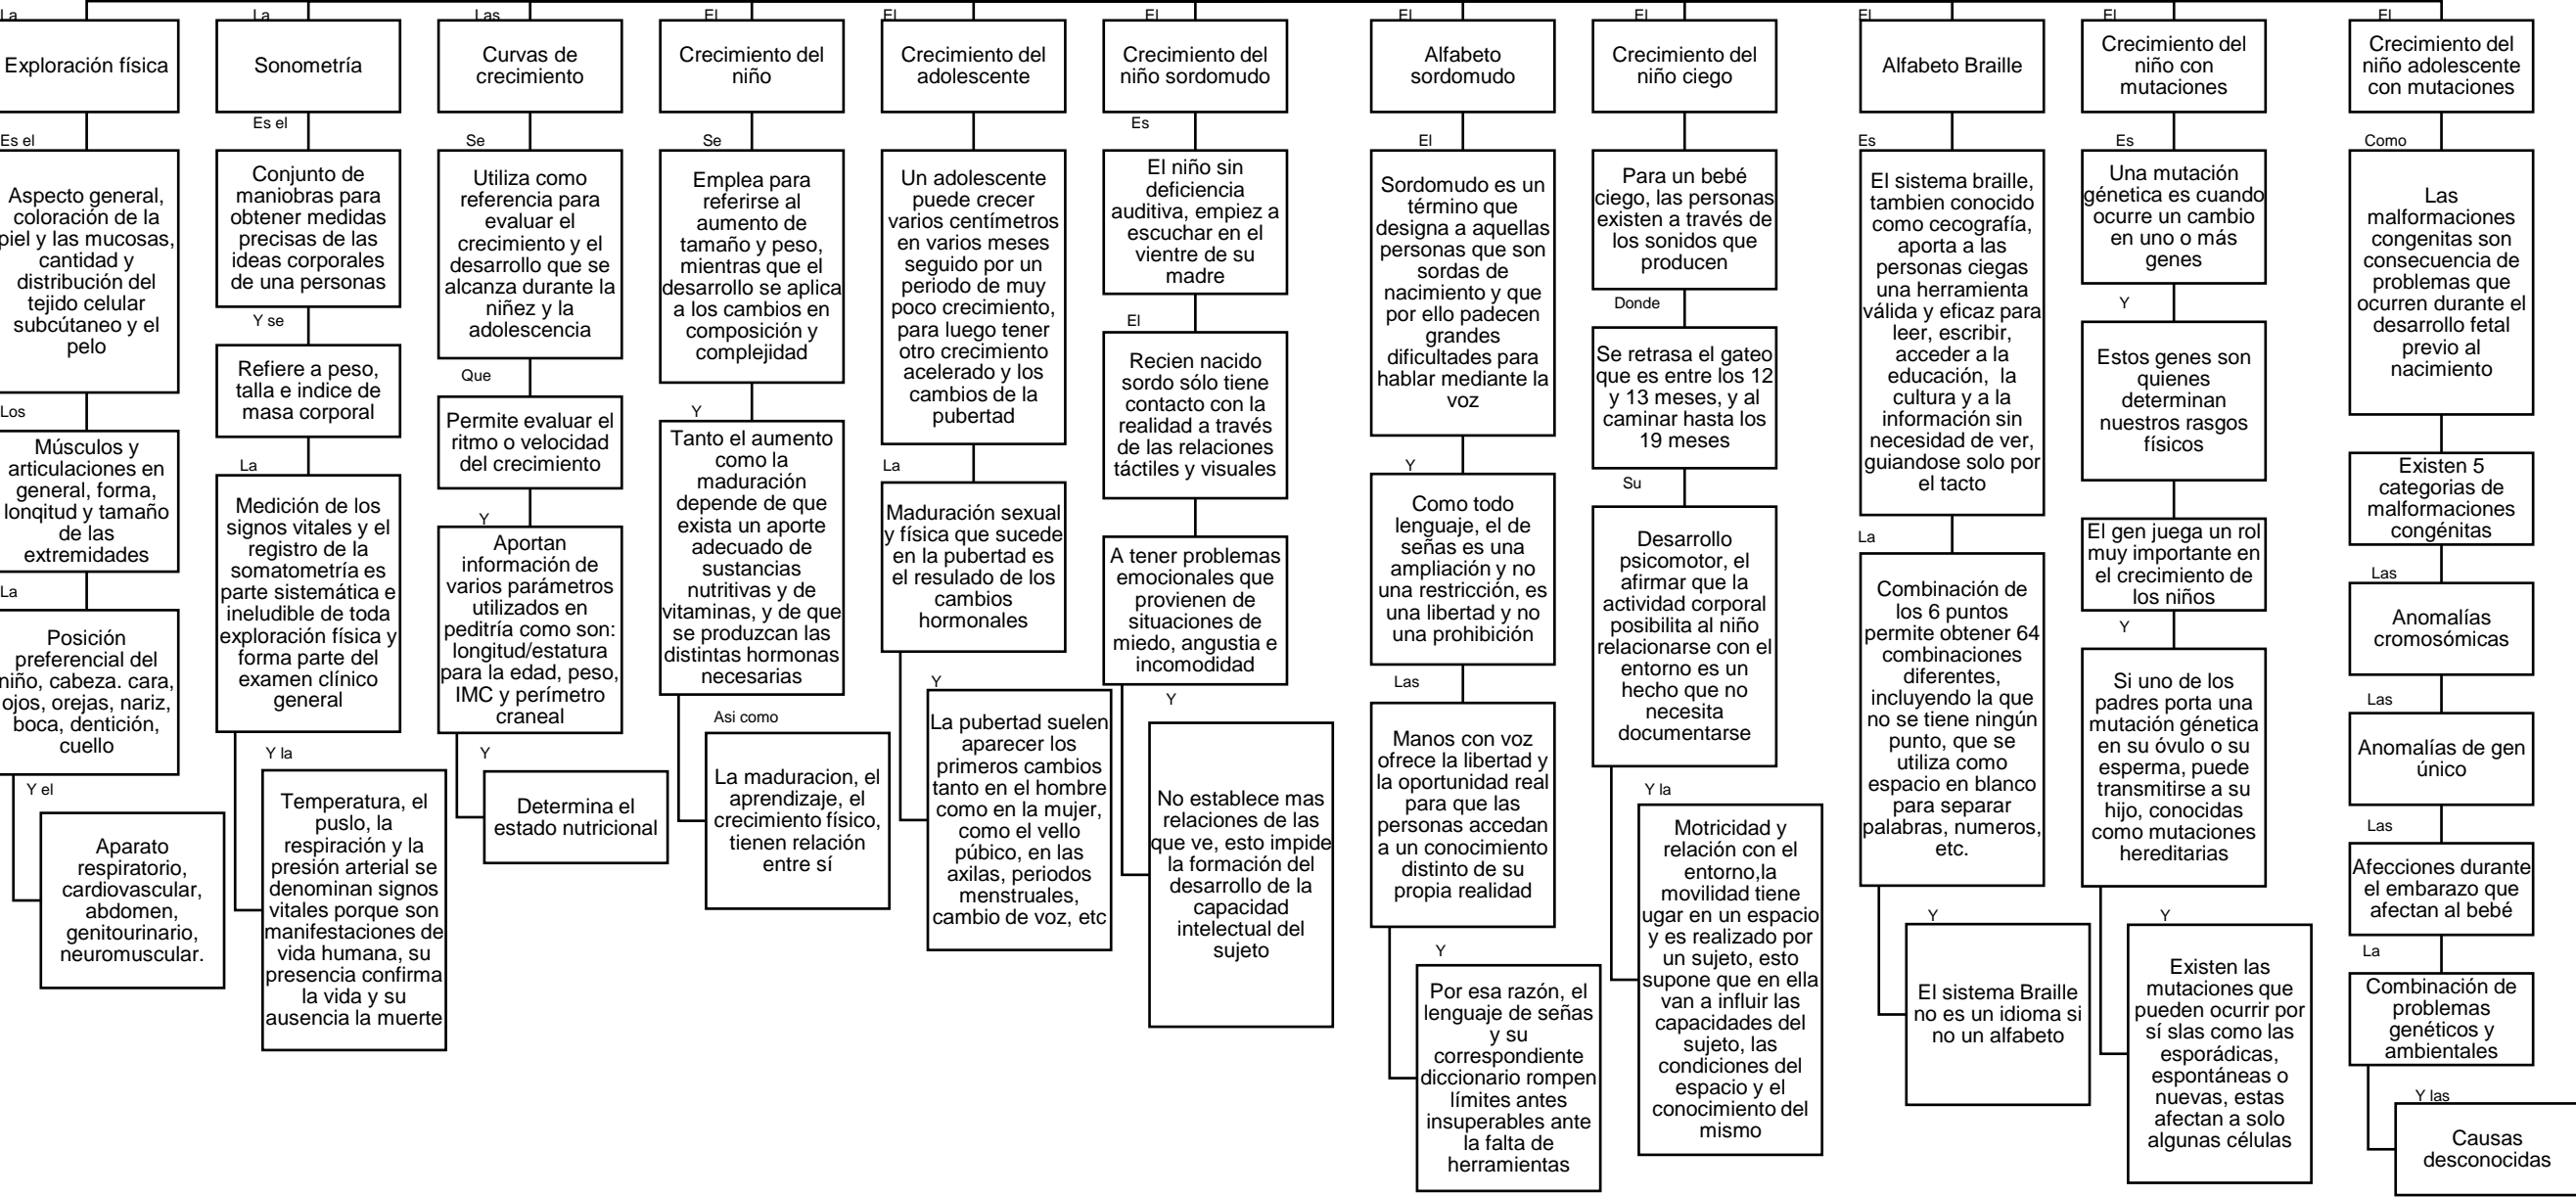 La
Exploración física
Es el
Aspecto general,
coloración de la
piel y las mucosas,
cantidad y
distribución del
tejido celular
subcútaneo y el
pelo
Los
Músculos y
articulaciones en
general, forma,
lonqitud y tamaño
de las
extremidades
La
Posición
preferencial del
niño, cabeza. cara,
ojos, orejas, nariz,
boca, dentición,
cuello
Y el
Aparato
respiratorio,
cardiovascular,
abdomen,
genitourinario,
neuromuscular.
La
Sonometría
Es el
Conjunto de
maniobras para
obtener medidas
precisas de las
ideas corporales
de una personas
Y se
Refiere a peso,
talla e indice de
masa corporal
La
Medición de los
signos vitales y el
registro de la
somatometría es
parte sistemática e
ineludible de toda
exploración física y
forma parte del
examen clínico
general
Y la
Temperatura, el
puslo, la
respiración y la
presión arterial se
denominan signos
vitales porque son
manifestaciones de
vida humana, su
presencia confirma
la vida y su
ausencia la muerte
Las
Curvas de
crecimiento
Se
Utiliza como
referencia para
evaluar el
crecimiento y el
desarrollo que se
alcanza durante la
niñez y la
adolescencia
Que
Permite evaluar el
ritmo o velocidad
del crecimiento
Y
Aportan
información de
varios parámetros
utilizados en
peditría como son:
longitud/estatura
para la edad, peso,
IMC y perímetro
craneal
Y
Determina el
estado nutricional
El
Crecimiento del
niño
Se
Emplea para
referirse al
aumento de
tamaño y peso,
mientras que el
desarrollo se aplica
a los cambios en
composición y
complejidad
Y
Tanto el aumento
como la
maduración
depende de que
exista un aporte
adecuado de
sustancias
nutritivas y de
vitaminas, y de que
se produzcan las
distintas hormonas
necesarias
Asi como
La maduracion, el
aprendizaje, el
crecimiento físico,
tienen relación
entre sí
El
Crecimiento del
adolescente
Un adolescente
puede crecer
varios centímetros
en varios meses
seguido por un
periodo de muy
poco crecimiento,
para luego tener
otro crecimiento
acelerado y los
cambios de la
pubertad
La
Maduración sexual
y física que sucede
en la pubertad es
el resulado de los
cambios
hormonales
Y
La pubertad suelen
aparecer los
primeros cambios
tanto en el hombre
como en la mujer,
como el vello
púbico, en las
axilas, periodos
menstruales,
cambio de voz, etc
El
Crecimiento del
niño sordomudo
Es
El niño sin
deficiencia
auditiva, empiez a
escuchar en el
vientre de su
madre
El
Recien nacido
sordo sólo tiene
contacto con la
realidad a través
de las relaciones
táctiles y visuales
A tener problemas
emocionales que
provienen de
situaciones de
miedo, angustia e
incomodidad
Y
No establece mas
relaciones de las
que ve, esto impide
la formación del
desarrollo de la
capacidad
intelectual del
sujeto
El
Alfabeto
sordomudo
El
Sordomudo es un
término que
designa a aquellas
personas que son
sordas de
nacimiento y que
por ello padecen
grandes
dificultades para
hablar mediante la
voz
Y
Como todo
lenguaje, el de
señas es una
ampliación y no
una restricción, es
una libertad y no
una prohibición
Las
Manos con voz
ofrece la libertad y
la oportunidad real
para que las
personas accedan
a un conocimiento
distinto de su
propia realidad
Y
Por esa razón, el
lenguaje de señas
y su
correspondiente
diccionario rompen
límites antes
insuperables ante
la falta de
herramientas
El
Crecimiento del
niño ciego
Para un bebé
ciego, las personas
existen a través de
los sonidos que
producen
Donde
Se retrasa el gateo
que es entre los 12
y 13 meses, y al
caminar hasta los
19 meses
Su
Desarrollo
psicomotor, el
afirmar que la
actividad corporal
posibilita al niño
relacionarse con el
entorno es un
hecho que no
necesita
documentarse
Y la
Motricidad y
relación con el
entorno,la
movilidad tiene
ugar en un espacio
y es realizado por
un sujeto, esto
supone que en ella
van a influir las
capacidades del
sujeto, las
condiciones del
espacio y el
conocimiento del
mismo
El
Alfabeto Braille
Es
El sistema braille,
tambien conocido
como cecografía,
aporta a las
personas ciegas
una herramienta
válida y eficaz para
leer, escribir,
acceder a la
educación, la
cultura y a la
información sin
necesidad de ver,
guiandose solo por
el tacto
La
Combinación de
los 6 puntos
permite obtener 64
combinaciones
diferentes,
incluyendo la que
no se tiene ningún
punto, que se
utiliza como
espacio en blanco
para separar
palabras, numeros,
etc.
Y
El sistema Braille
no es un idioma si
no un alfabeto
El
Crecimiento del
niño con
mutaciones
Es
Una mutación
génetica es cuando
ocurre un cambio
en uno o más
genes
Y
Estos genes son
quienes
determinan
nuestros rasgos
físicos
El gen juega un rol
muy importante en
el crecimiento de
los niños
Y
Si uno de los
padres porta una
mutación génetica
en su óvulo o su
esperma, puede
transmitirse a su
hijo, conocidas
como mutaciones
hereditarias
Y
Existen las
mutaciones que
pueden ocurrir por
sí slas como las
esporádicas,
espontáneas o
nuevas, estas
afectan a solo
algunas células
El
Crecimiento del
niño adolescente
con mutaciones
Como
Las
malformaciones
congenitas son
consecuencia de
problemas que
ocurren durante el
desarrollo fetal
previo al
nacimiento
Existen 5
categorias de
malformaciones
congénitas
Las
Anomalías
cromosómicas
Las
Anomalías de gen
único
Las
Afecciones durante
el embarazo que
afectan al bebé
La
Combinación de
problemas
genéticos y
ambientales
Y las
Causas
desconocidas